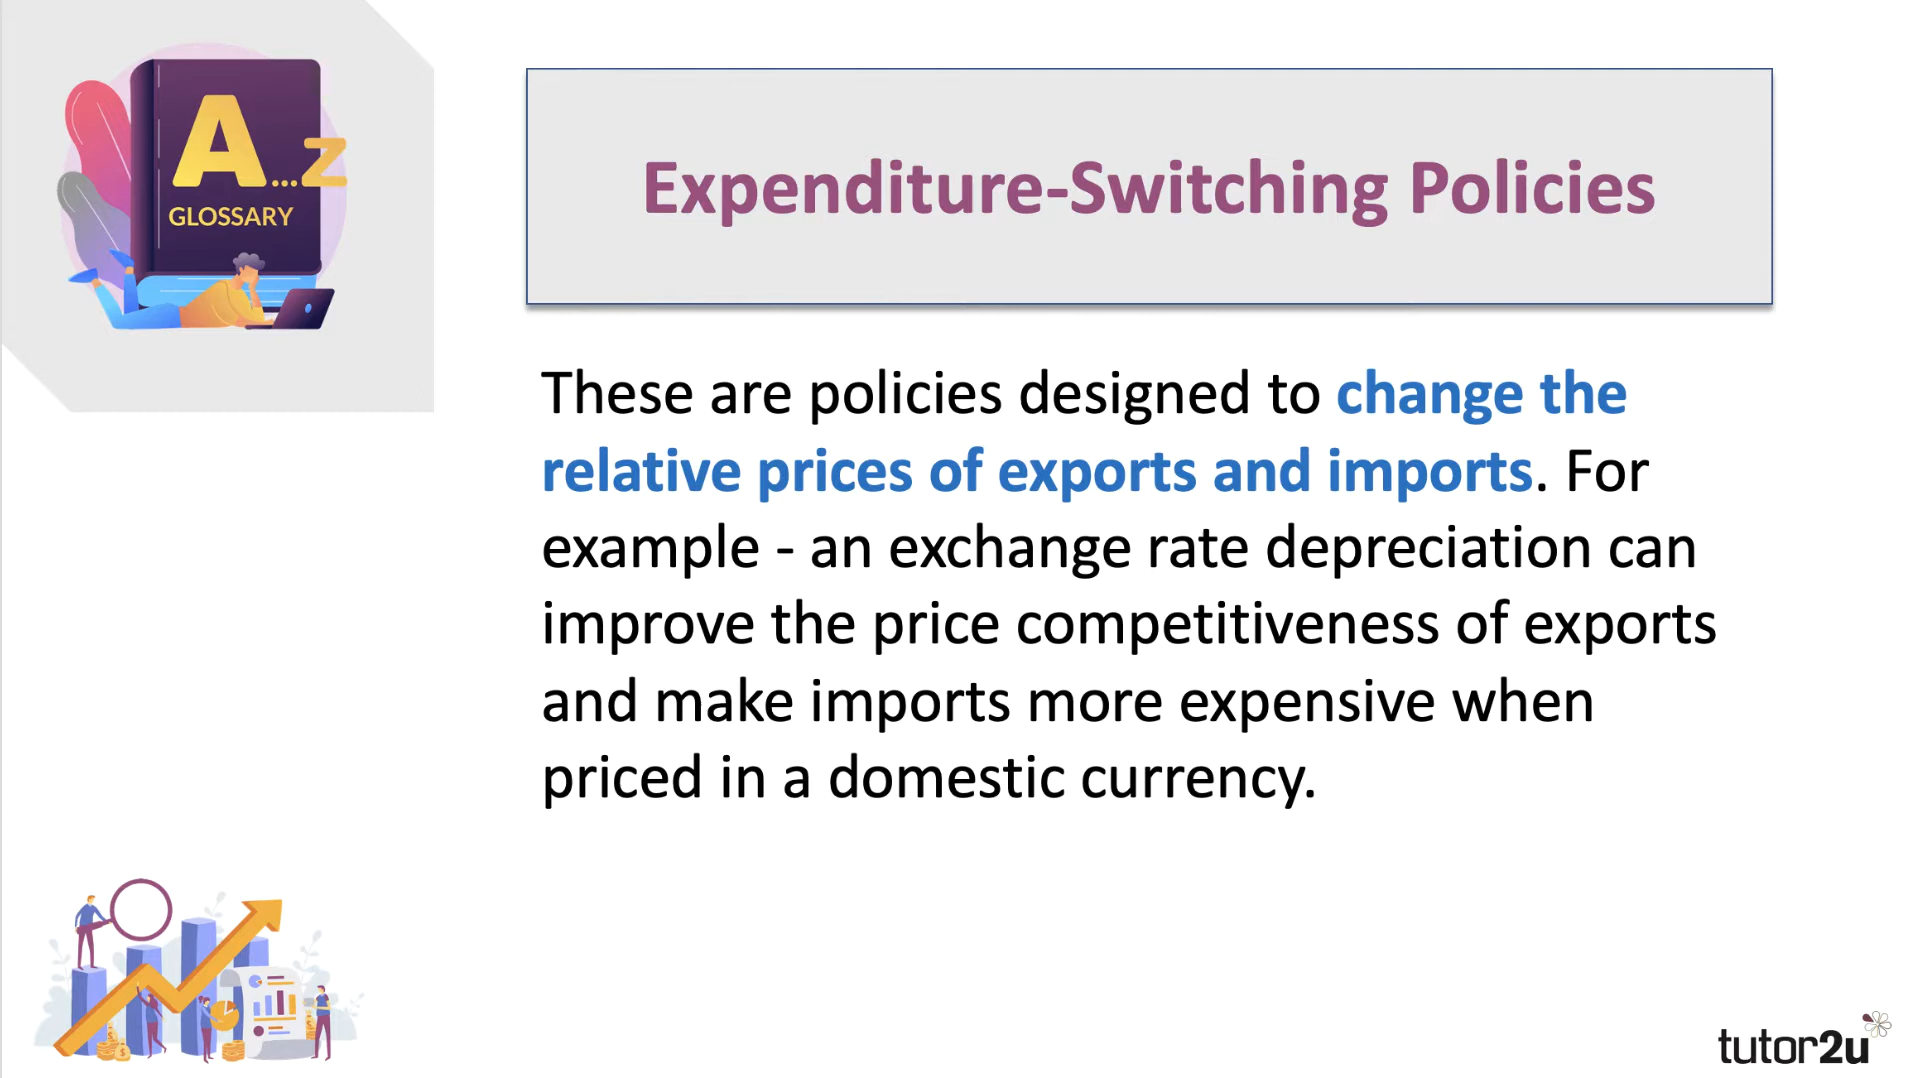 A...Z
GLOSSARY
Expenditure-Switching Policies
These are policies designed to change the
relative prices of exports and imports. For
example - an exchange rate depreciation can
improve the price competitiveness of exports
and make imports more expensive when
priced in a domestic currency.
$
$
$
tutor2u